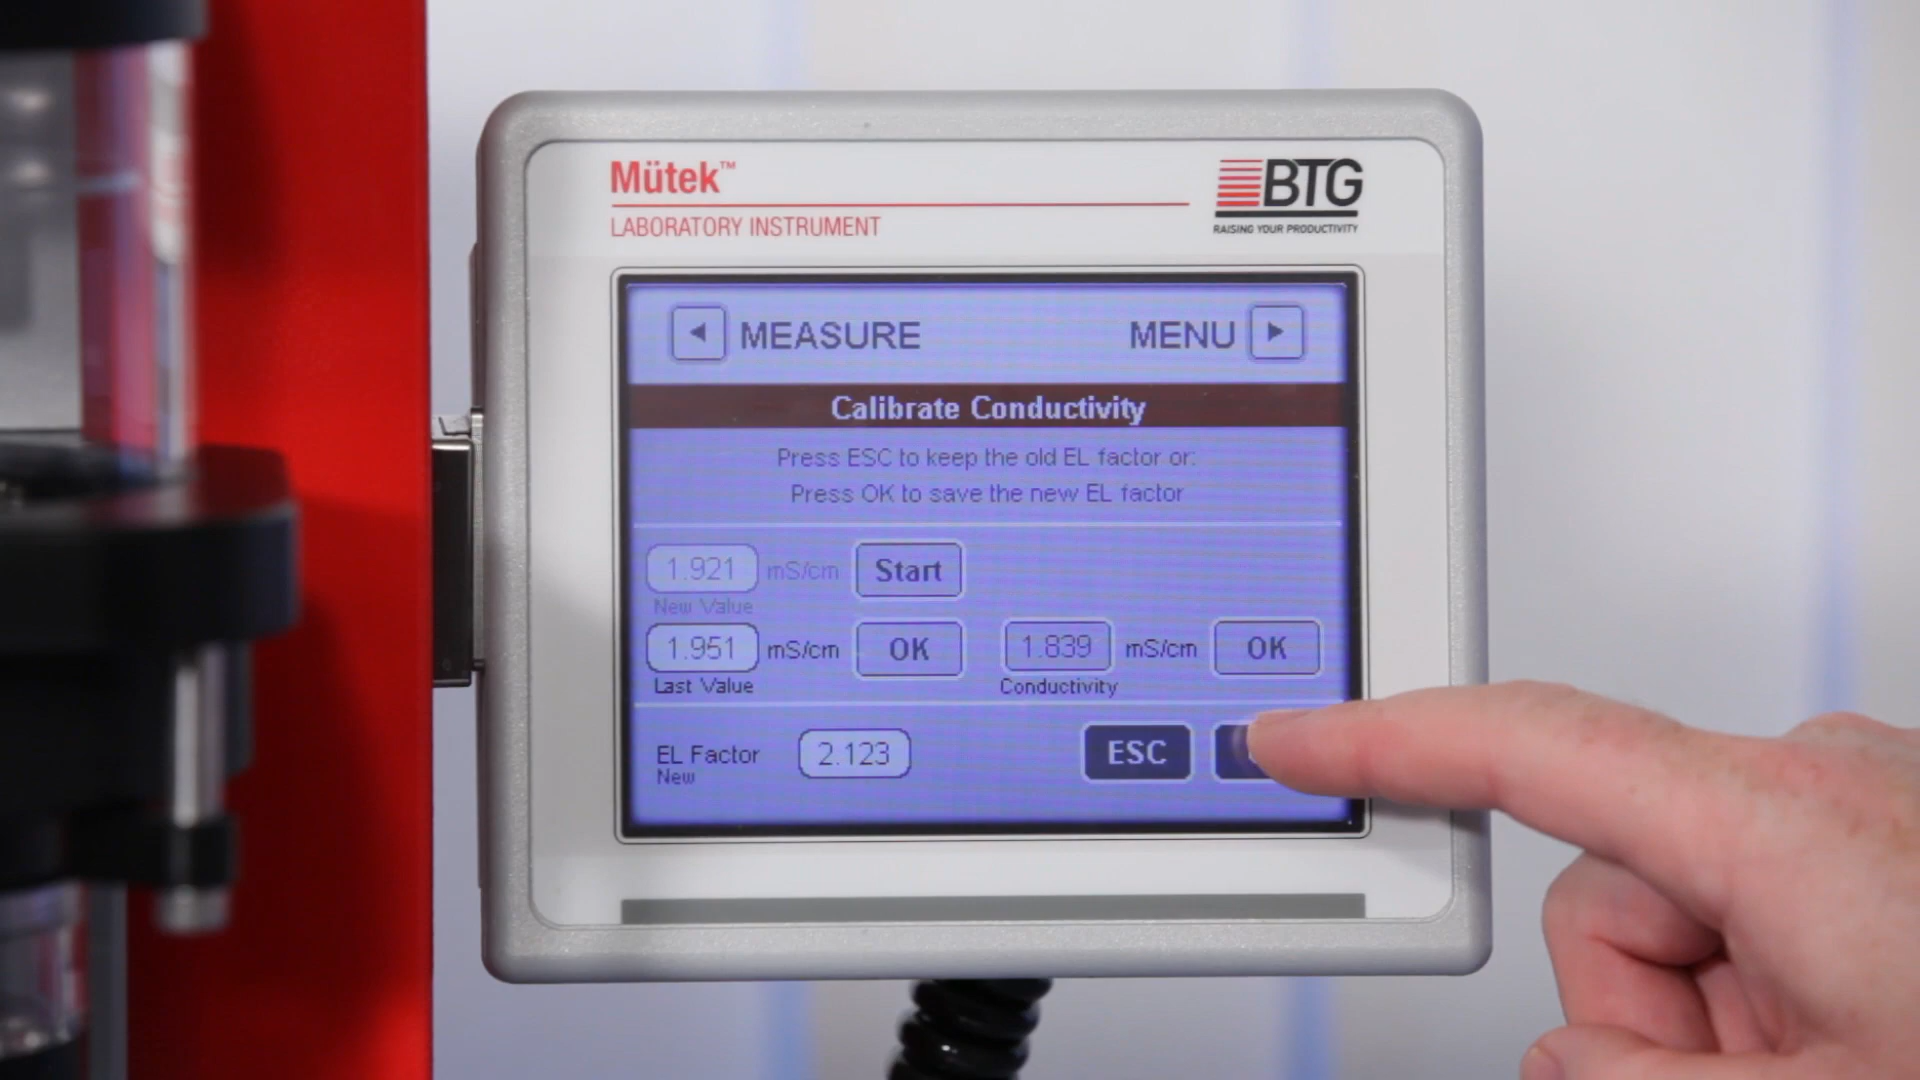 Mütek™
LABORATORY INSTRUMENT
BTG
RAISING YOUR PRODUCTIVITY
MEASURE MENU
Calibrate Conductivity
Press ESC to keep the old EL factor or:
Press OK to save the new EL factor
1.921 mS/cm Start
New Value
1.951 mS/cm OK 1.839 mS/cm OK
Last Value Conductivity
EL Factor 2.123 ESC
New